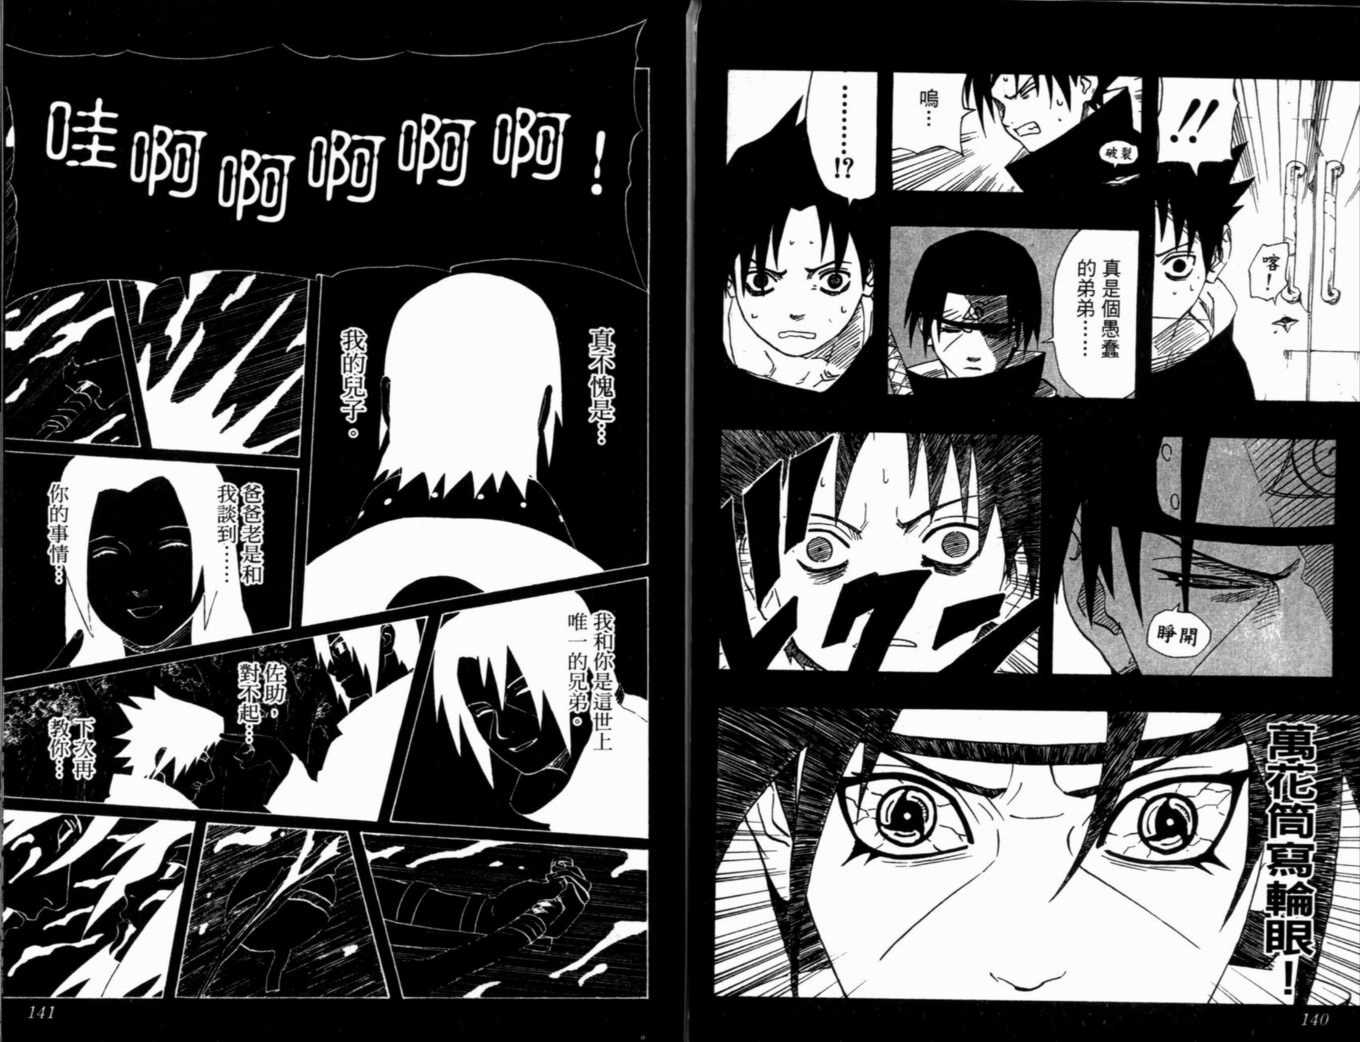 !!
喀!
嗚…
破裂
………!?
真是個愚蠢
的弟弟……
睜開
ドクン
萬花筒寫輪眼!
140
哇啊啊啊啊啊!
真不愧是…
我的兒子。
爸爸老是和
我談到……
你的事情…
我和你是這世上
唯一的兄弟。
佐助,
對不起…
下次再
教你…
141